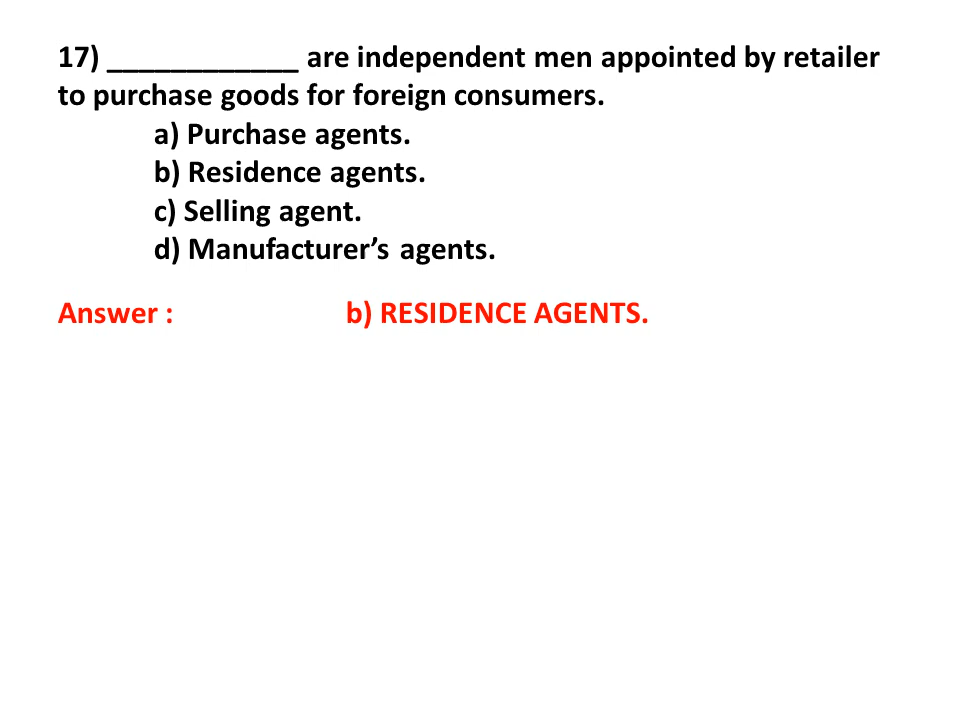 17) ____________ are independent men appointed by retailer
to purchase goods for foreign consumers.
a) Purchase agents.
b) Residence agents.
c) Selling agent.
d) Manufacturer’s agents.
Answer : b) RESIDENCE AGENTS.